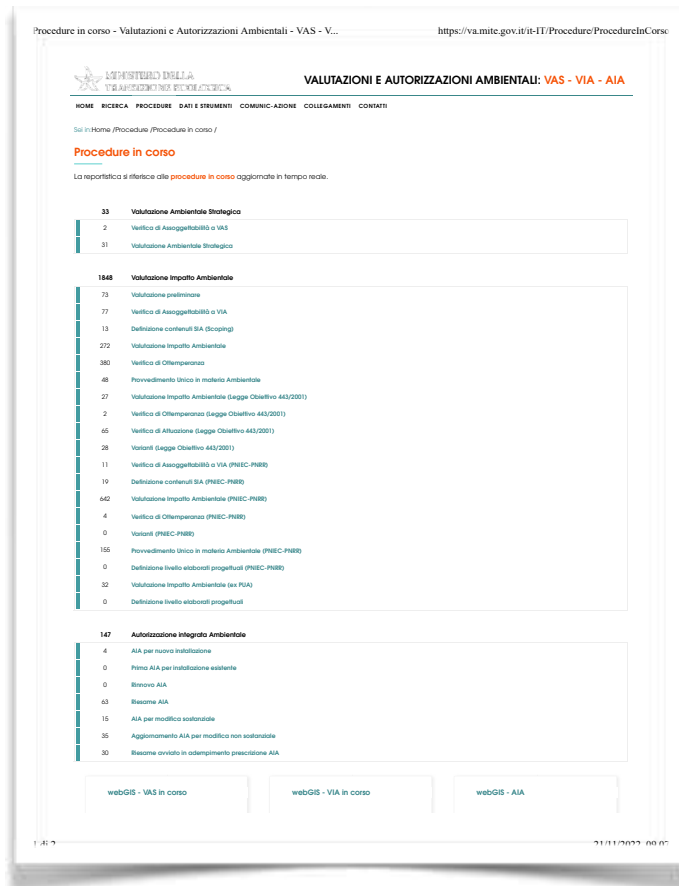 Procedure in corso - Valutazioni e Autorizzazioni Ambientali - VAS - V... https://va.mite.gov.it/it-IT/Procedure/ProcedureInCorso
MINISTERO DELLA
TRANSIZIONE ECOLOGICA
VALUTAZIONI E AUTORIZZAZIONI AMBIENTALI: VAS - VIA - AIA
HOME RICERCA PROCEDURE DATI E STRUMENTI COMUNIC-AZIONE COLLEGAMENTI CONTATTI
Sei in:Home /Procedure /Procedure in corso /
Procedure in corso
La reportistica si riferisce alle procedure in corso aggiornate in tempo reale.
33 Valutazione Ambientale Strategica
2 Verifica di Assoggettabilità a VAS
31 Valutazione Ambientale Strategica
1848 Valutazione Impatto Ambientale
73 Valutazione preliminare
77 Verifica di Assoggettabilità a VIA
13 Definizione contenuti SIA (Scoping)
272 Valutazione Impatto Ambientale
380 Verifica di Ottemperanza
48 Provvedimento Unico in materia Ambientale
27 Valutazione Impatto Ambientale (Legge Obiettivo 443/2001)
2 Verifica di Ottemperanza (Legge Obiettivo 443/2001)
65 Verifica di Attuazione (Legge Obiettivo 443/2001)
28 Varianti (Legge Obiettivo 443/2001)
11 Verifica di Assoggettabilità a VIA (PNIEC-PNRR)
19 Definizione contenuti SIA (PNIEC-PNRR)
642 Valutazione Impatto Ambientale (PNIEC-PNRR)
4 Verifica di Ottemperanza (PNIEC-PNRR)
0 Varianti (PNIEC-PNRR)
155 Provvedimento Unico in materia Ambientale (PNIEC-PNRR)
0 Definizione livello elaborati progettuali (PNIEC-PNRR)
32 Valutazione Impatto Ambientale (ex PUA)
0 Definizione livello elaborati progettuali
147 Autorizzazione integrata Ambientale
4 AIA per nuova installazione
0 Prima AIA per installazione esistente
0 Rinnovo AIA
63 Riesame AIA
15 AIA per modifica sostanziale
35 Aggiornamento AIA per modifica non sostanziale
30 Riesame avviato in adempimento prescrizione AIA
webGIS - VAS in corso webGIS - VIA in corso webGIS - AIA
1 di 2 21/11/2022, 09:07